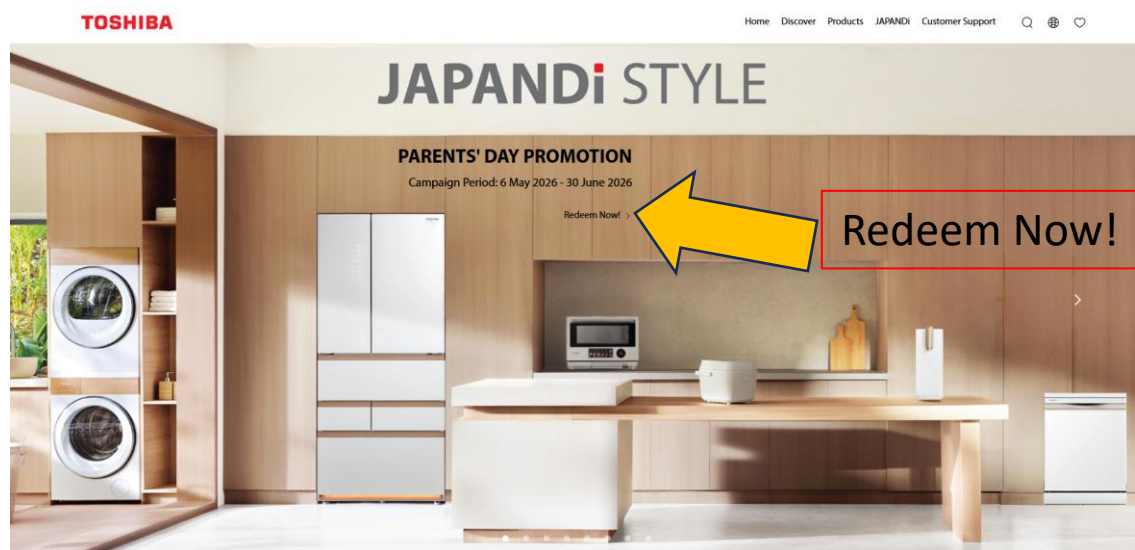 TOSHIBA
Home Discover Products JAPANDi Customer Support
JAPANDi STYLE
PARENTS' DAY PROMOTION
Campaign Period: 6 May 2026 - 30 June 2026
Redeem Now! >
Redeem Now!